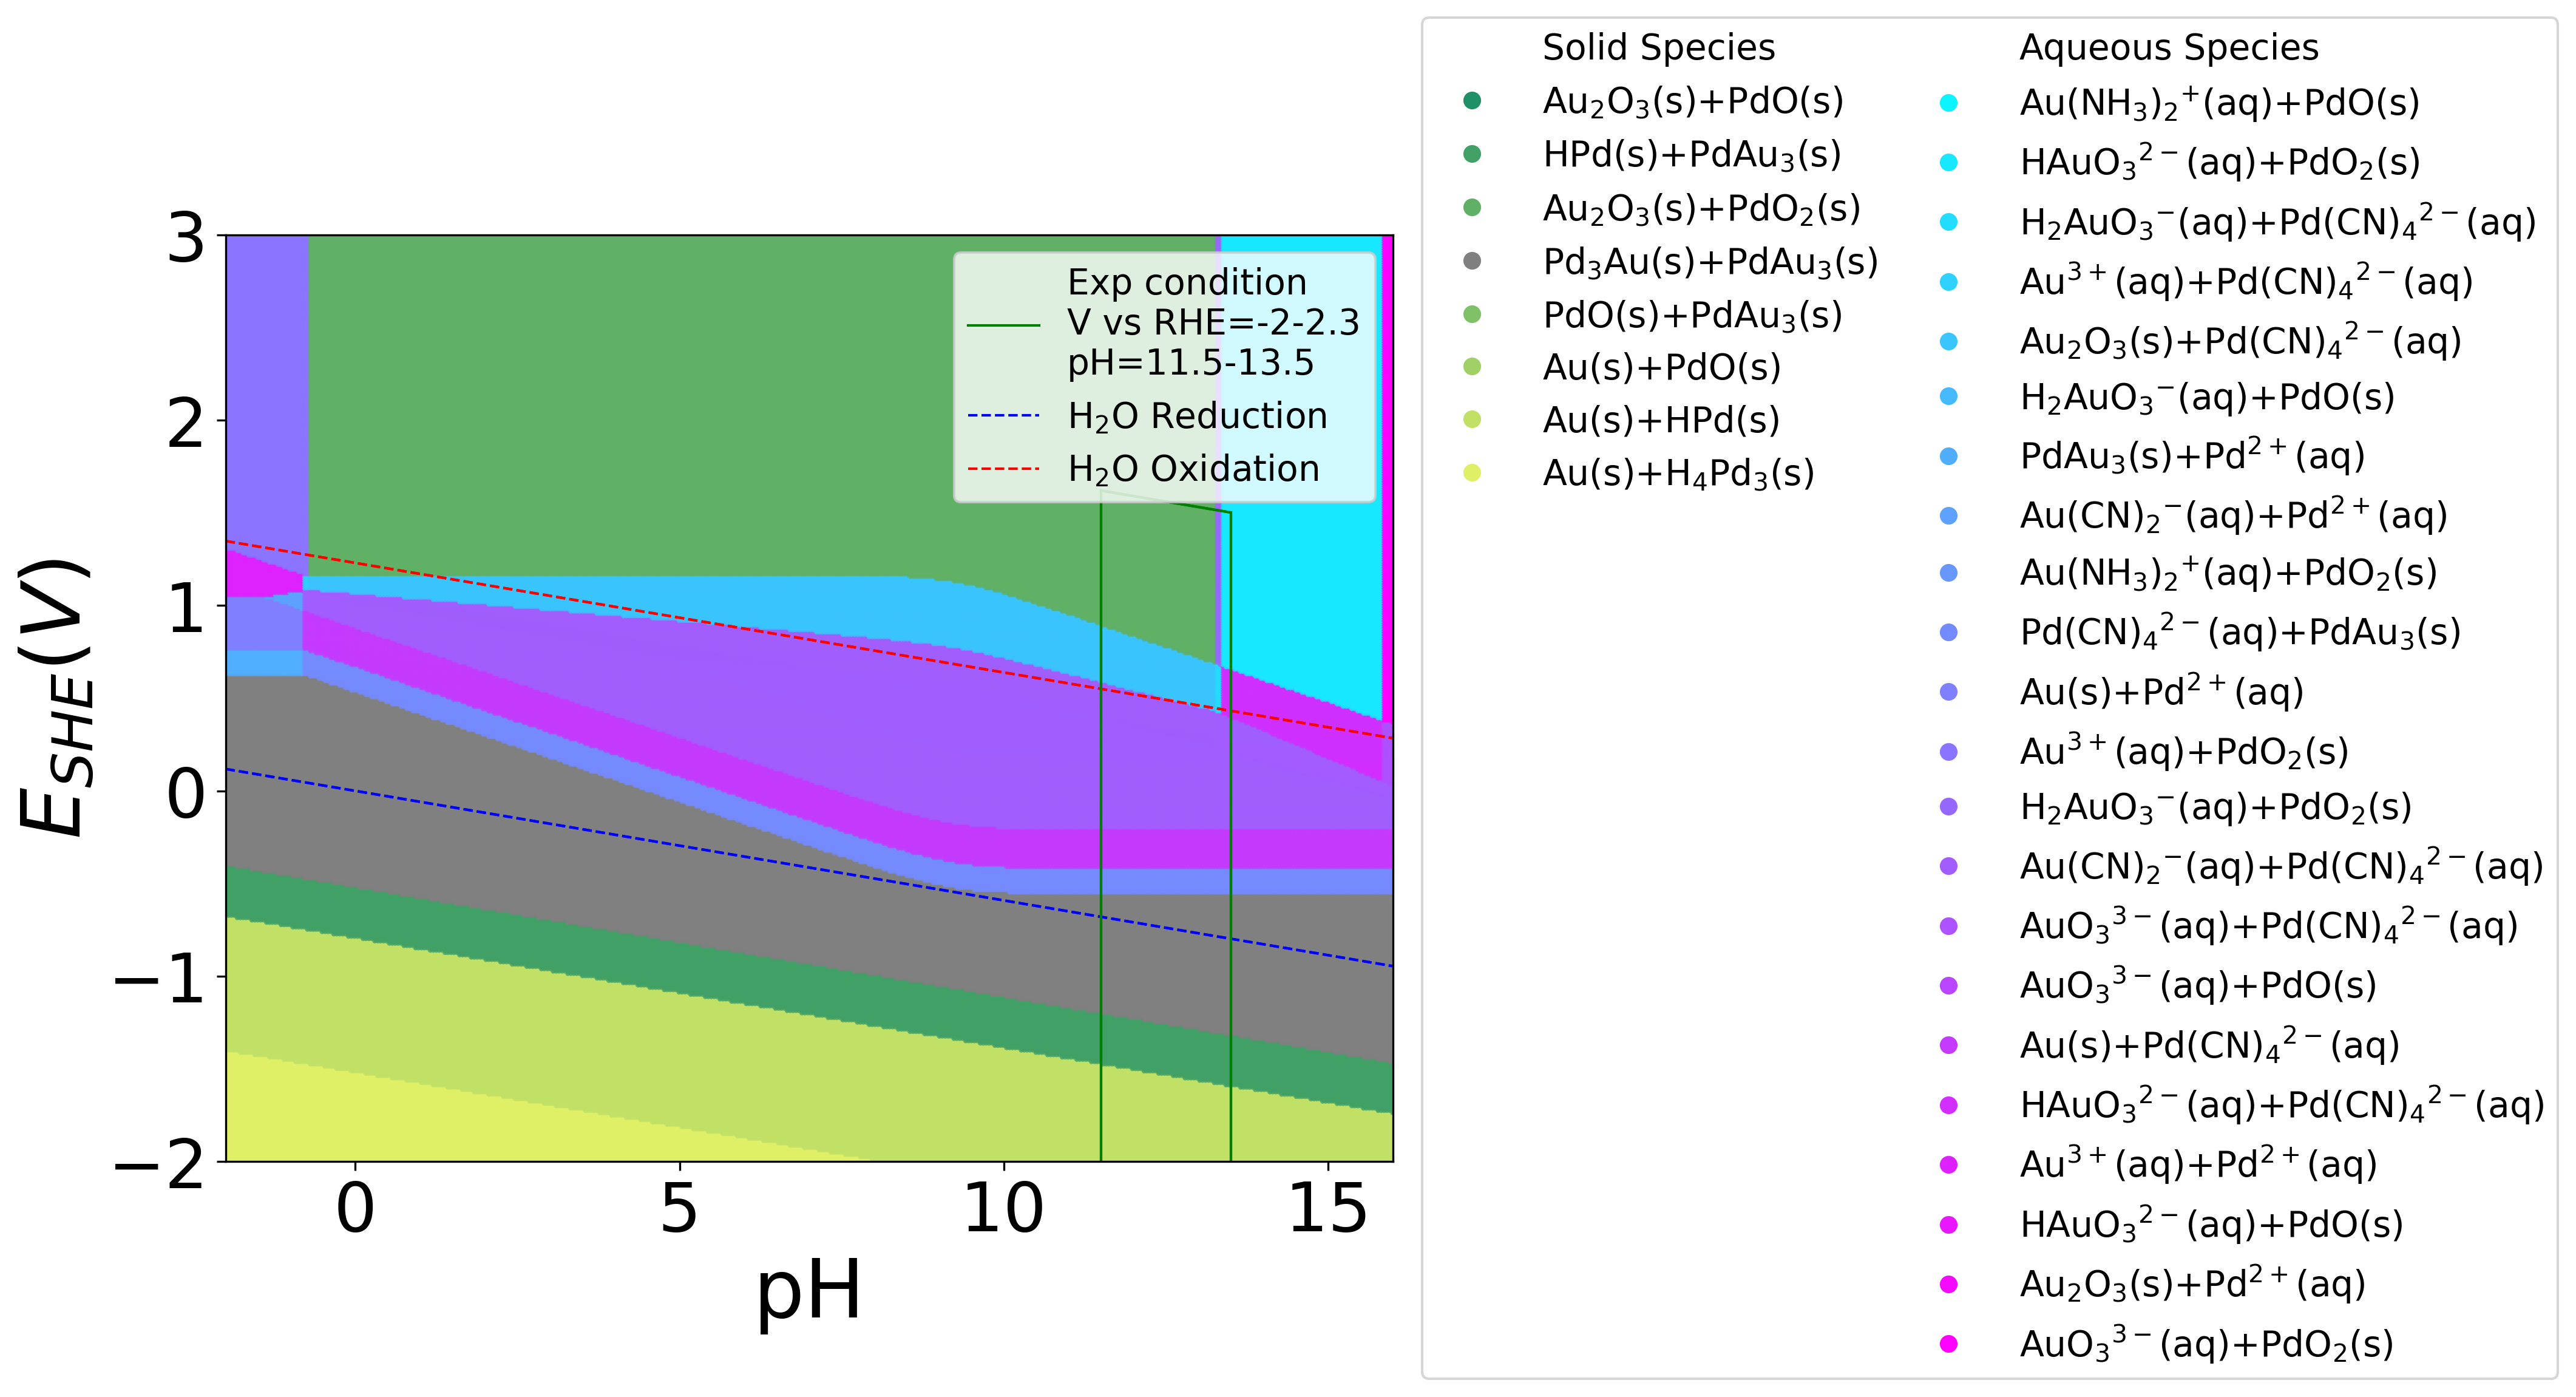 3
2
1
0
−1
−2
E_SHE(V)
0 5 10 15
pH
Exp condition
V vs RHE=-2-2.3
pH=11.5-13.5
H₂O Reduction
H₂O Oxidation
Solid Species
Au₂O₃(s)+PdO(s)
HPd(s)+PdAu₃(s)
Au₂O₃(s)+PdO₂(s)
Pd₃Au(s)+PdAu₃(s)
PdO(s)+PdAu₃(s)
Au(s)+PdO(s)
Au(s)+HPd(s)
Au(s)+H₄Pd₃(s)
Aqueous Species
Au(NH₃)₂⁺(aq)+PdO(s)
HAuO₃²⁻(aq)+PdO₂(s)
H₂AuO₃⁻(aq)+Pd(CN)₄²⁻(aq)
Au³⁺(aq)+Pd(CN)₄²⁻(aq)
Au₂O₃(s)+Pd(CN)₄²⁻(aq)
H₂AuO₃⁻(aq)+PdO(s)
PdAu₃(s)+Pd²⁺(aq)
Au(CN)₂⁻(aq)+Pd²⁺(aq)
Au(NH₃)₂⁺(aq)+PdO₂(s)
Pd(CN)₄²⁻(aq)+PdAu₃(s)
Au(s)+Pd²⁺(aq)
Au³⁺(aq)+PdO₂(s)
H₂AuO₃⁻(aq)+PdO₂(s)
Au(CN)₂⁻(aq)+Pd(CN)₄²⁻(aq)
AuO₃³⁻(aq)+Pd(CN)₄²⁻(aq)
AuO₃³⁻(aq)+PdO(s)
Au(s)+Pd(CN)₄²⁻(aq)
HAuO₃²⁻(aq)+Pd(CN)₄²⁻(aq)
Au³⁺(aq)+Pd²⁺(aq)
HAuO₃²⁻(aq)+PdO(s)
Au₂O₃(s)+Pd²⁺(aq)
AuO₃³⁻(aq)+PdO₂(s)